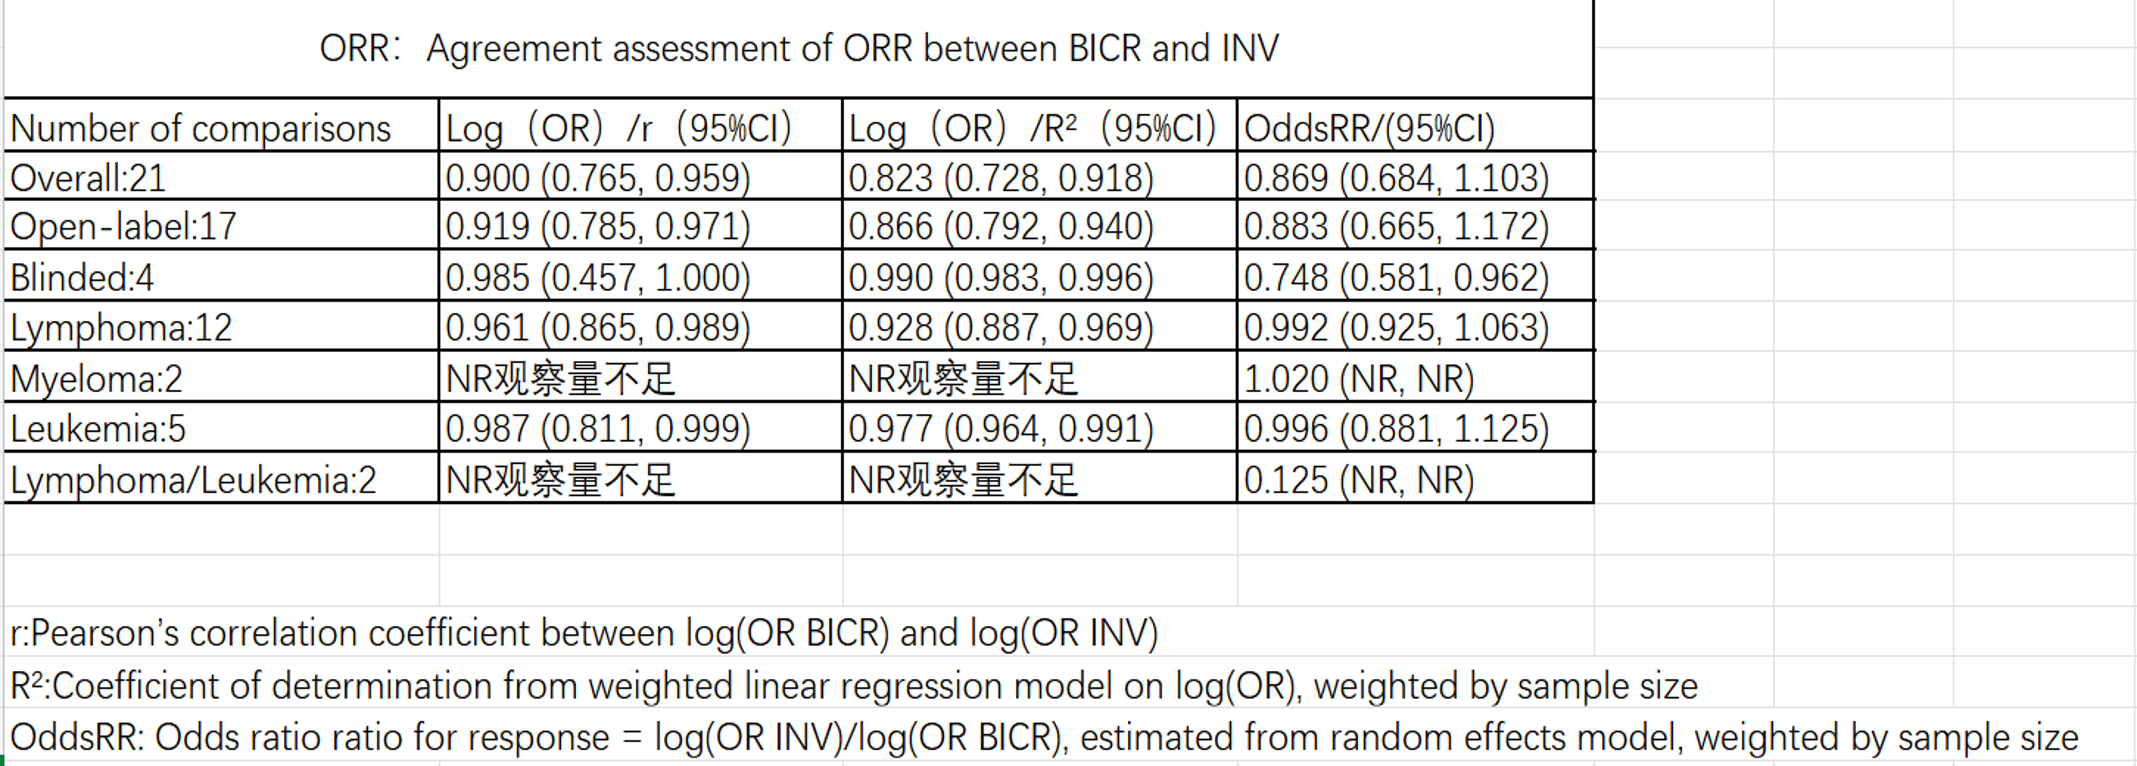 ORR： Agreement assessment of ORR between BICR and INV
Number of comparisons Log（OR）/r（95%CI） Log（OR）/R²（95%CI） OddsRR/(95%CI)
Overall:21 0.900 (0.765, 0.959) 0.823 (0.728, 0.918) 0.869 (0.684, 1.103)
Open-label:17 0.919 (0.785, 0.971) 0.866 (0.792, 0.940) 0.883 (0.665, 1.172)
Blinded:4 0.985 (0.457, 1.000) 0.990 (0.983, 0.996) 0.748 (0.581, 0.962)
Lymphoma:12 0.961 (0.865, 0.989) 0.928 (0.887, 0.969) 0.992 (0.925, 1.063)
Myeloma:2 NR观察量不足 NR观察量不足 1.020 (NR, NR)
Leukemia:5 0.987 (0.811, 0.999) 0.977 (0.964, 0.991) 0.996 (0.881, 1.125)
Lymphoma/Leukemia:2 NR观察量不足 NR观察量不足 0.125 (NR, NR)
r:Pearson’s correlation coefficient between log(OR BICR) and log(OR INV)
R²:Coefficient of determination from weighted linear regression model on log(OR), weighted by sample size
OddsRR: Odds ratio ratio for response = log(OR INV)/log(OR BICR), estimated from random effects model, weighted by sample size